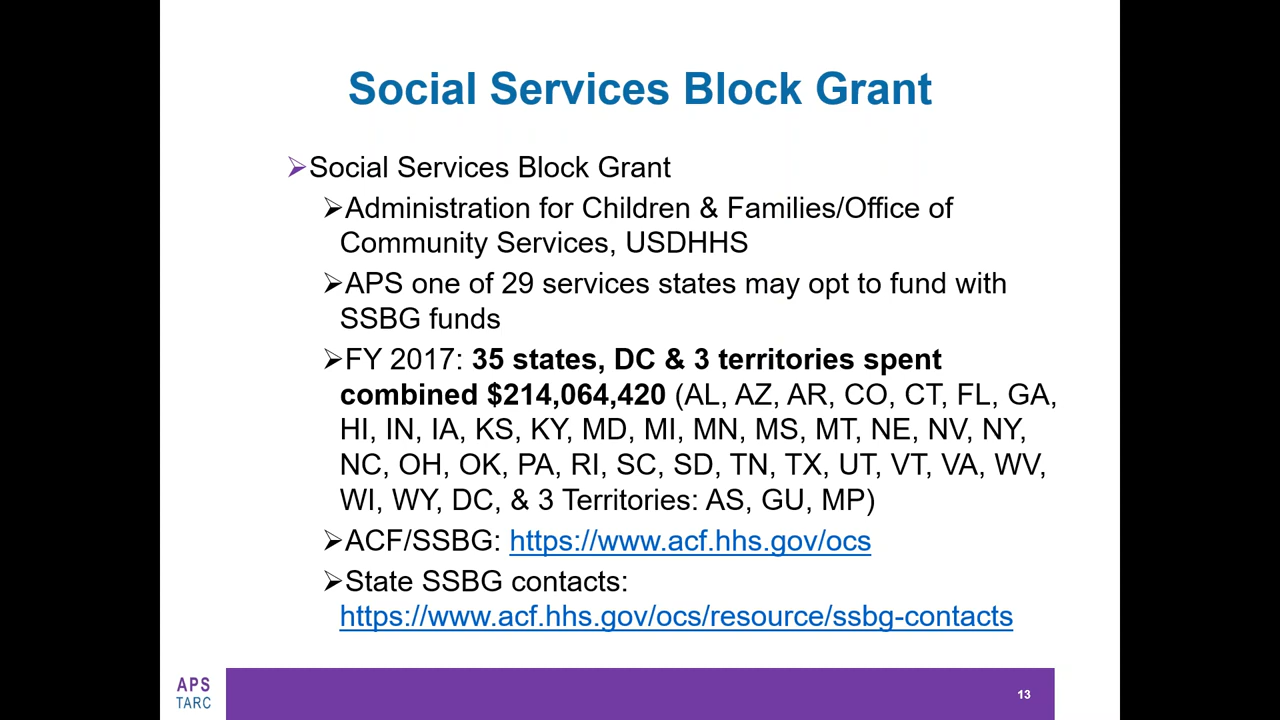 Social Services Block Grant
➢Social Services Block Grant
➢Administration for Children & Families/Office of
Community Services, USDHHS
➢APS one of 29 services states may opt to fund with
SSBG funds
➢FY 2017: 35 states, DC & 3 territories spent
combined $214,064,420 (AL, AZ, AR, CO, CT, FL, GA,
HI, IN, IA, KS, KY, MD, MI, MN, MS, MT, NE, NV, NY,
NC, OH, OK, PA, RI, SC, SD, TN, TX, UT, VT, VA, WV,
WI, WY, DC, & 3 Territories: AS, GU, MP)
➢ACF/SSBG: https://www.acf.hhs.gov/ocs
➢State SSBG contacts:
https://www.acf.hhs.gov/ocs/resource/ssbg-contacts
APS
TARC
13